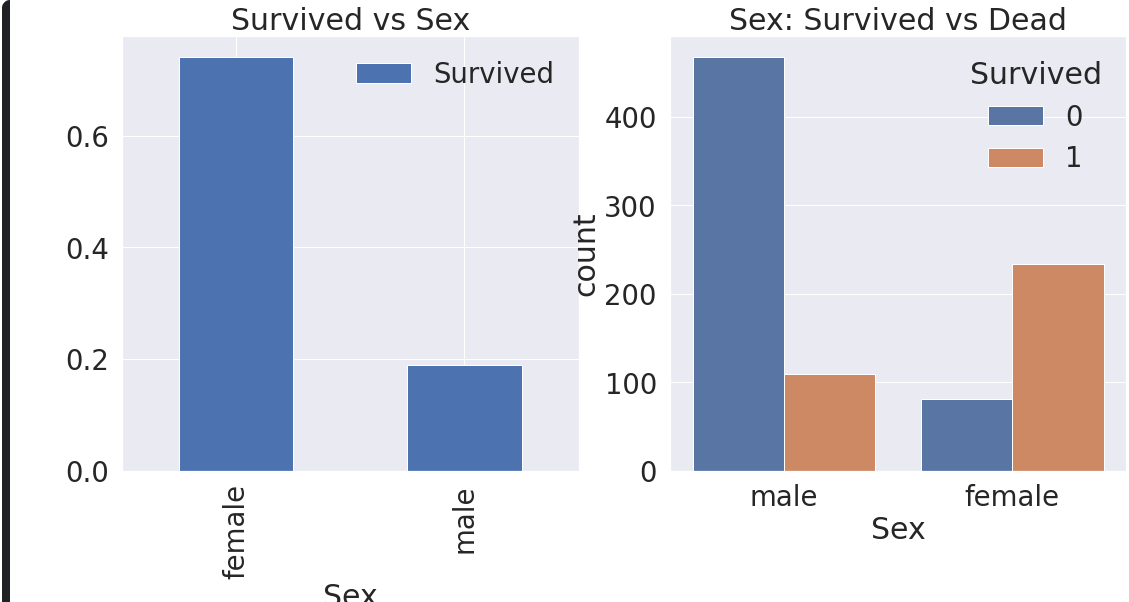 Survived vs Sex
Survived
0.6
0.4
0.2
0.0
female
male
Sex
Sex: Survived vs Dead
Survived
0
1
count
400
300
200
100
0
male
female
Sex